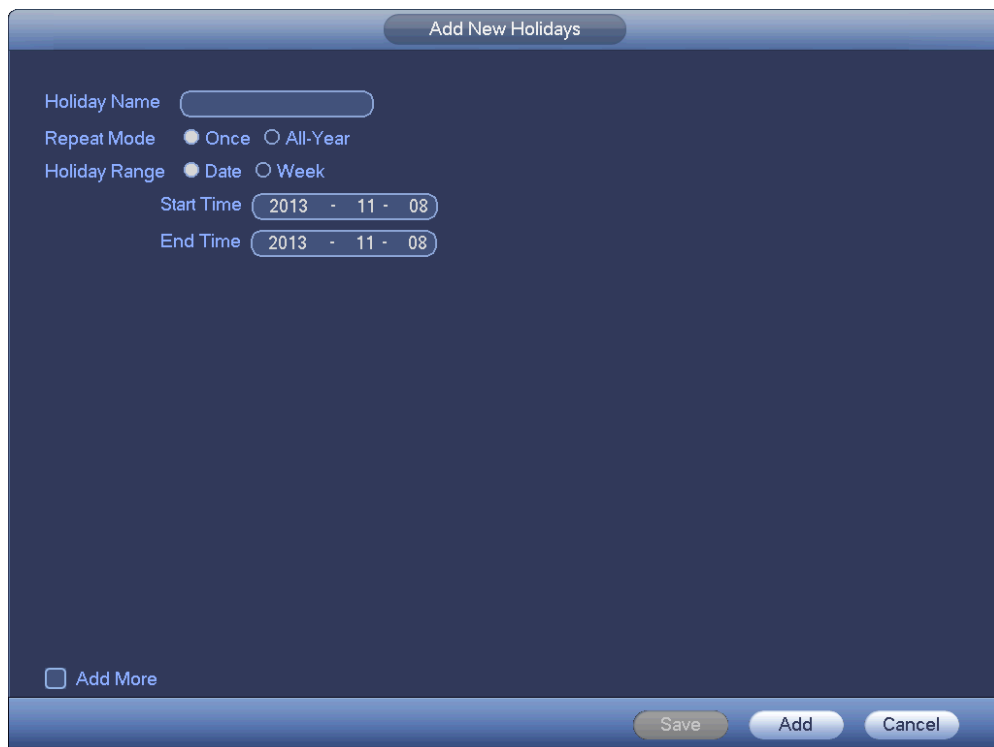 Add New Holidays
Holiday Name
Repeat Mode Once All-Year
Holiday Range Date Week
Start Time 2013 - 11 - 08
End Time 2013 - 11 - 08
Add More
Save Add Cancel